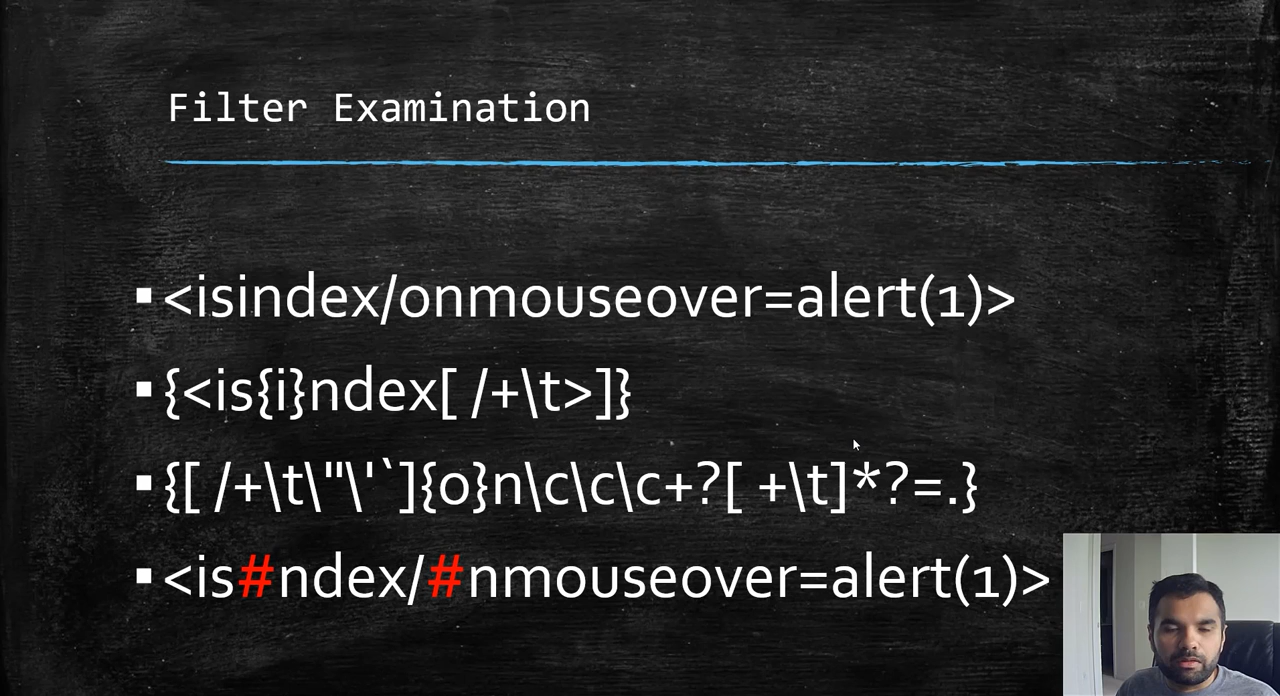 Filter Examination
▪<isindex/onmouseover=alert(1)>
▪{<is{i}ndex[ /+\t>]}
▪{[ /+\t\"\'`]{o}n\c\c\c+?[ +\t]*?=.}
▪<is#ndex/#nmouseover=alert(1)>